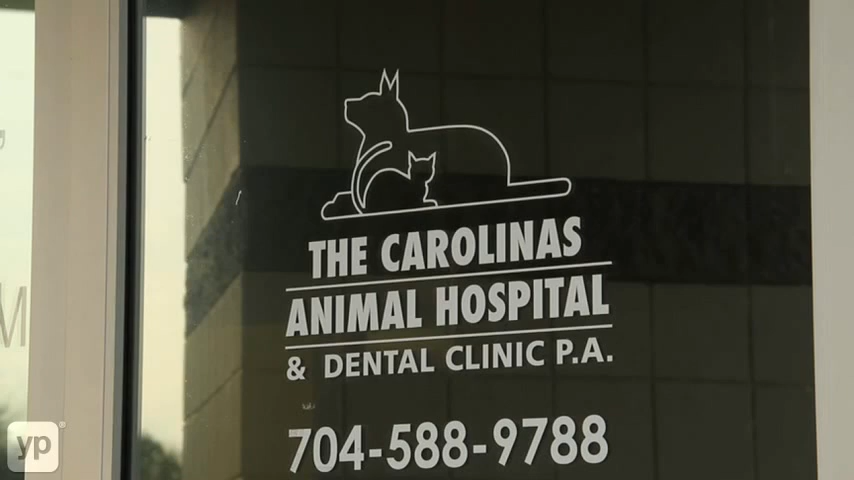 THE CAROLINAS
ANIMAL HOSPITAL
& DENTAL CLINIC P.A.
704-588-9788
M
yp